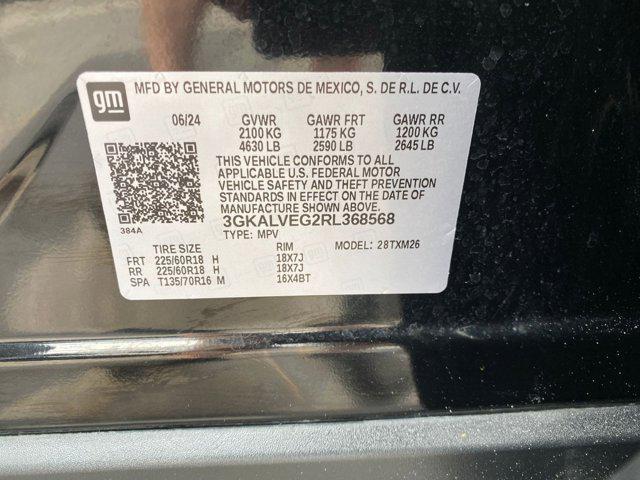 gm
MFD BY GENERAL MOTORS DE MEXICO, S. DE R.L. DE C.V.
06/24 GVWR GAWR FRT GAWR RR
2100 KG 1175 KG 1200 KG
4630 LB 2590 LB 2645 LB
THIS VEHICLE CONFORMS TO ALL
APPLICABLE U.S. FEDERAL MOTOR
VEHICLE SAFETY AND THEFT PREVENTION
STANDARDS IN EFFECT ON THE DATE OF
MANUFACTURE SHOWN ABOVE.
3GKALVEG2RL368568
384A TYPE: MPV
TIRE SIZE RIM MODEL: 28TXM26
FRT 225/60R18 H 18X7J
RR 225/60R18 H 18X7J
SPA T135/70R16 M 16X4BT